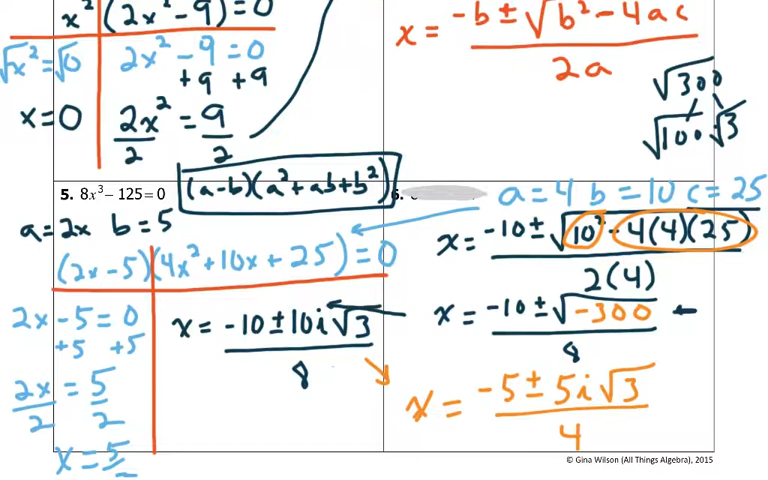 x² (2x² - 9) = 0
√x² = √0
2x² - 9 = 0
+9 +9
x = 0
2x²/2 = 9/2
x = (-b ± √(b² - 4ac))/2a
√300
√100 √3
5. 8x³ – 125 = 0
(a-b)(a²+ab+b²)
a = 2x b = 5
(2x-5)(4x²+10x+25) = 0
2x - 5 = 0
+5 +5
2x/2 = 5/2
x = 5/
x = (-10 ± 10i√3)/8
a = 4 b = 10 c = 25
x = (-10 ± √(10² - 4(4)(25)))/2(4)
x = (-10 ± √-300)/8
x = (-5 ± 5i√3)/4
© Gina Wilson (All Things Algebra), 2015